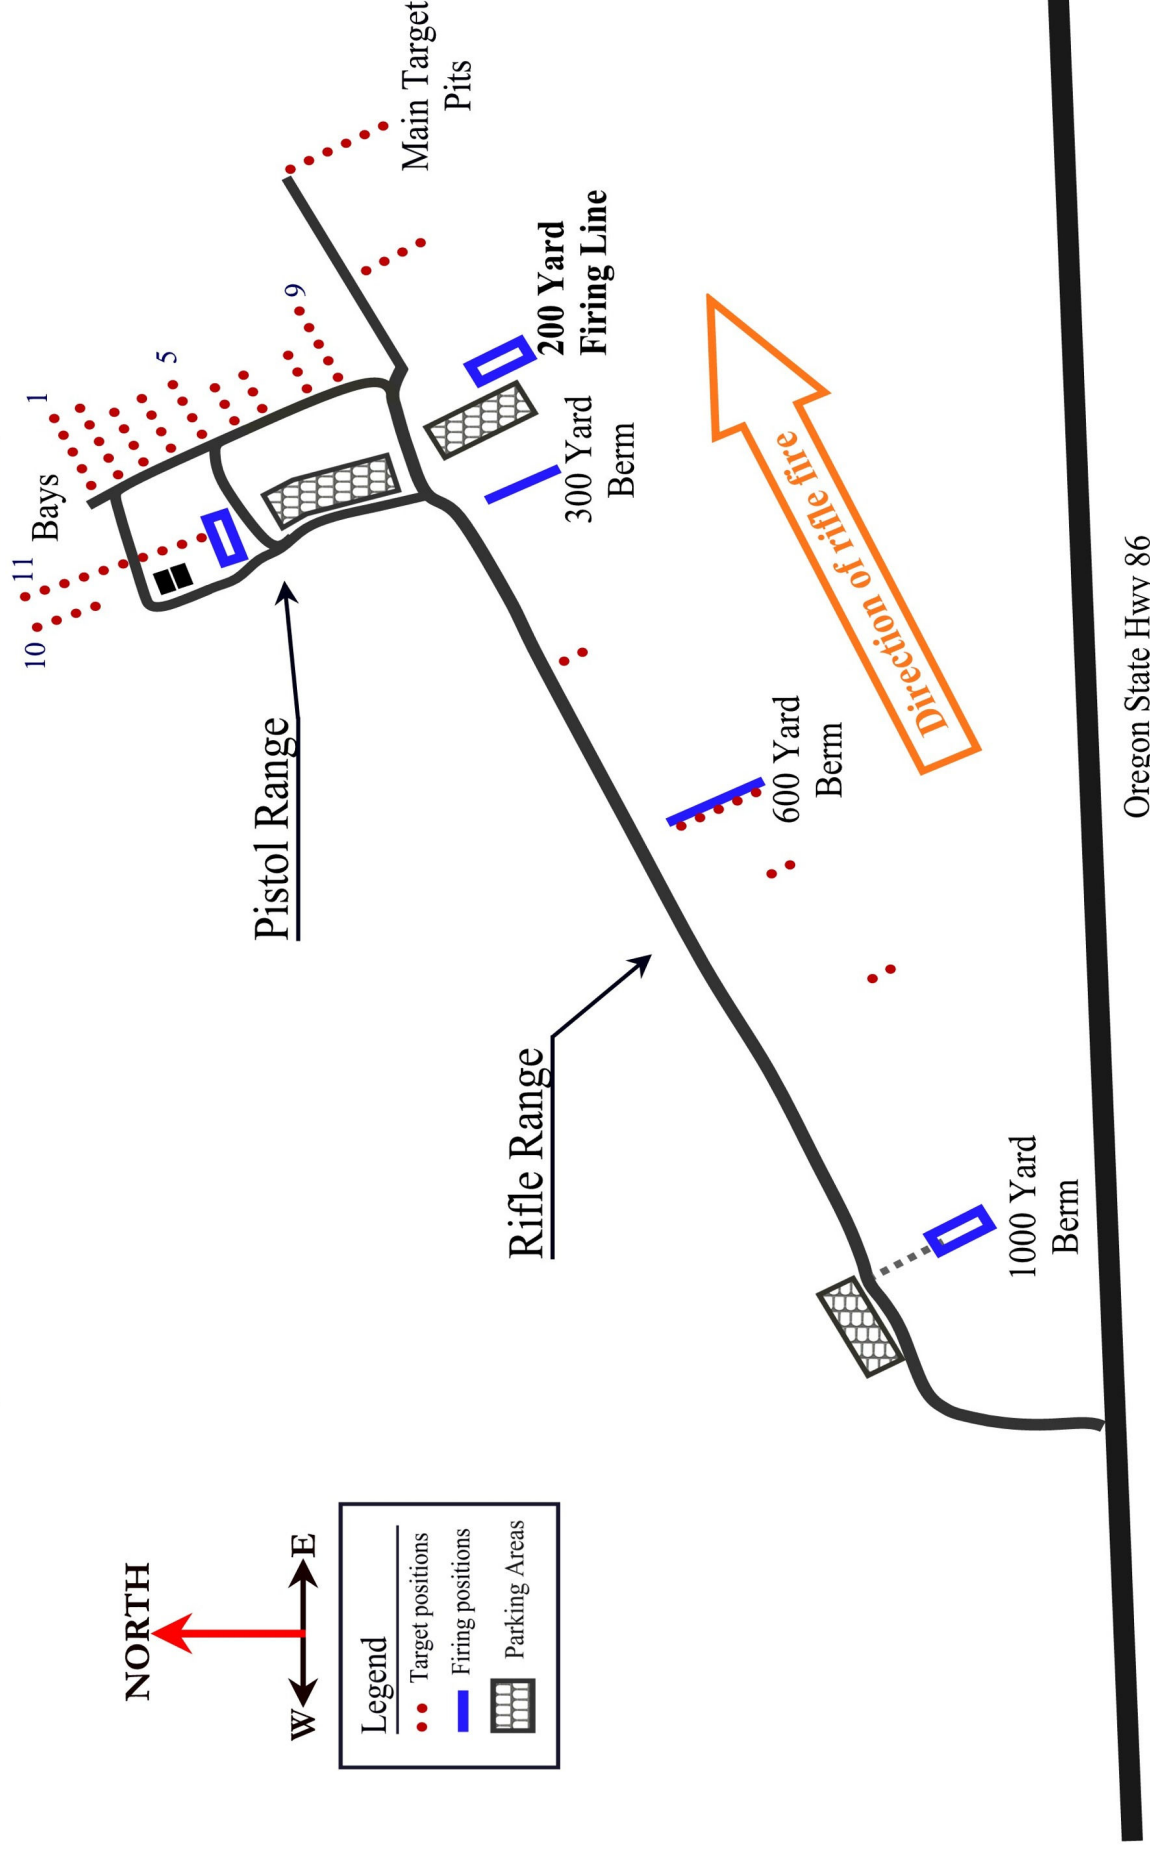 NORTH
W
E
Legend
Target positions
Firing positions
Parking Areas
10
11
Bays
1
5
9
Pistol Range
Main Target
Pits
200 Yard
Firing Line
300 Yard
Berm
Rifle Range
600 Yard
Berm
Direction of rifle fire
1000 Yard
Berm
Oregon State Hwy 86